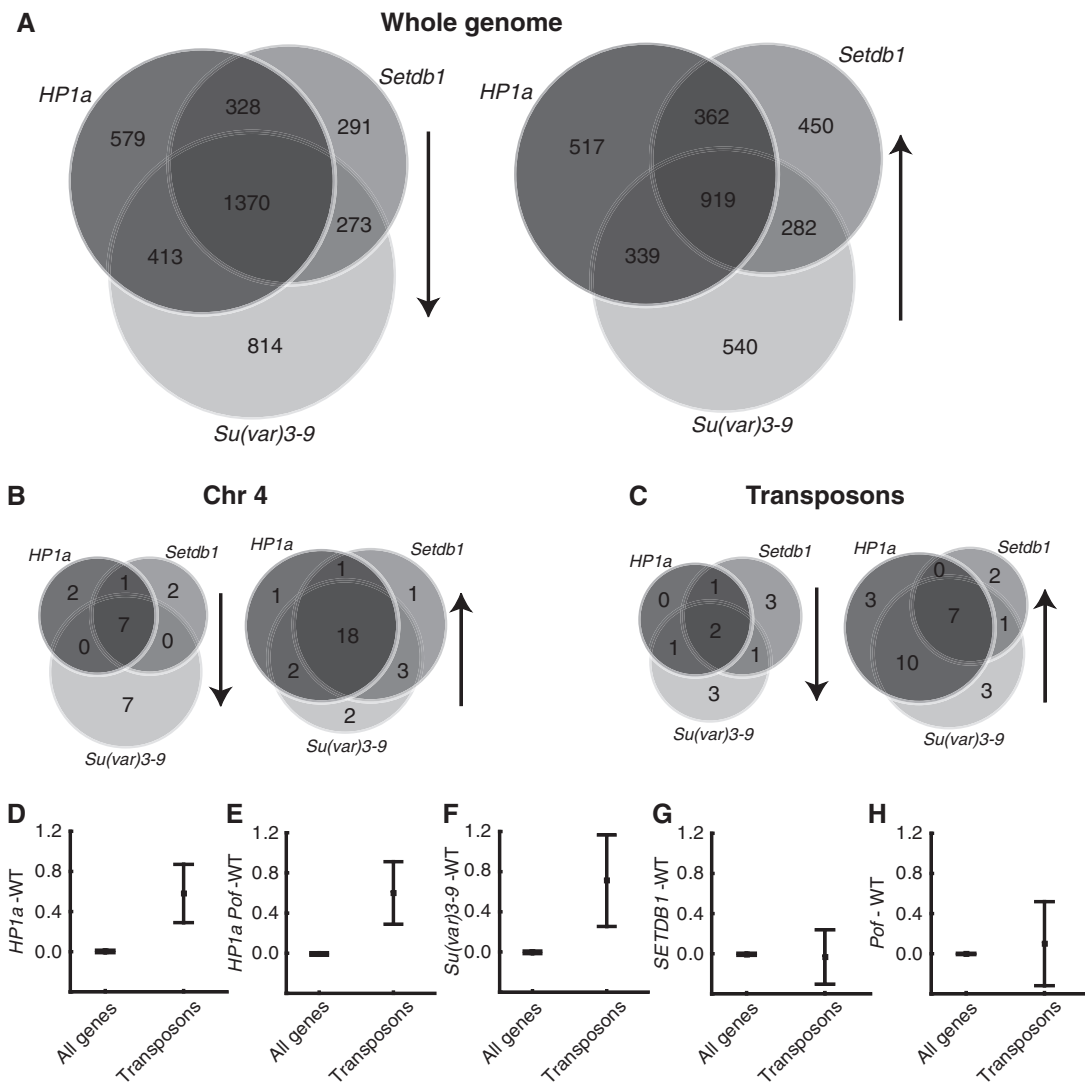 A
Whole genome
HP1a
Setdb1
328
291
579
1370
273
413
814
Su(var)3-9
HP1a
Setdb1
362
450
517
919
282
339
540
Su(var)3-9
B
Chr 4
HP1a
Setdb1
1
2
2
7
0
0
7
Su(var)3-9
HP1a
Setdb1
1
1
1
18
2
3
2
Su(var)3-9
C
Transposons
HP1a
Setdb1
1
0
3
2
1
1
3
Su(var)3-9
HP1a
Setdb1
0
2
3
7
1
10
3
Su(var)3-9
D
HP1a -WT
1.2
0.8
0.4
0.0
All genes
Transposons
E
HP1a Pof -WT
1.2
0.8
0.4
0.0
All genes
Transposons
F
Su(var)3-9 -WT
1.2
0.8
0.4
0.0
All genes
Transposons
G
SETDB1 -WT
1.2
0.8
0.4
0.0
All genes
Transposons
H
Pof - WT
1.2
0.8
0.4
0.0
All genes
Transposons